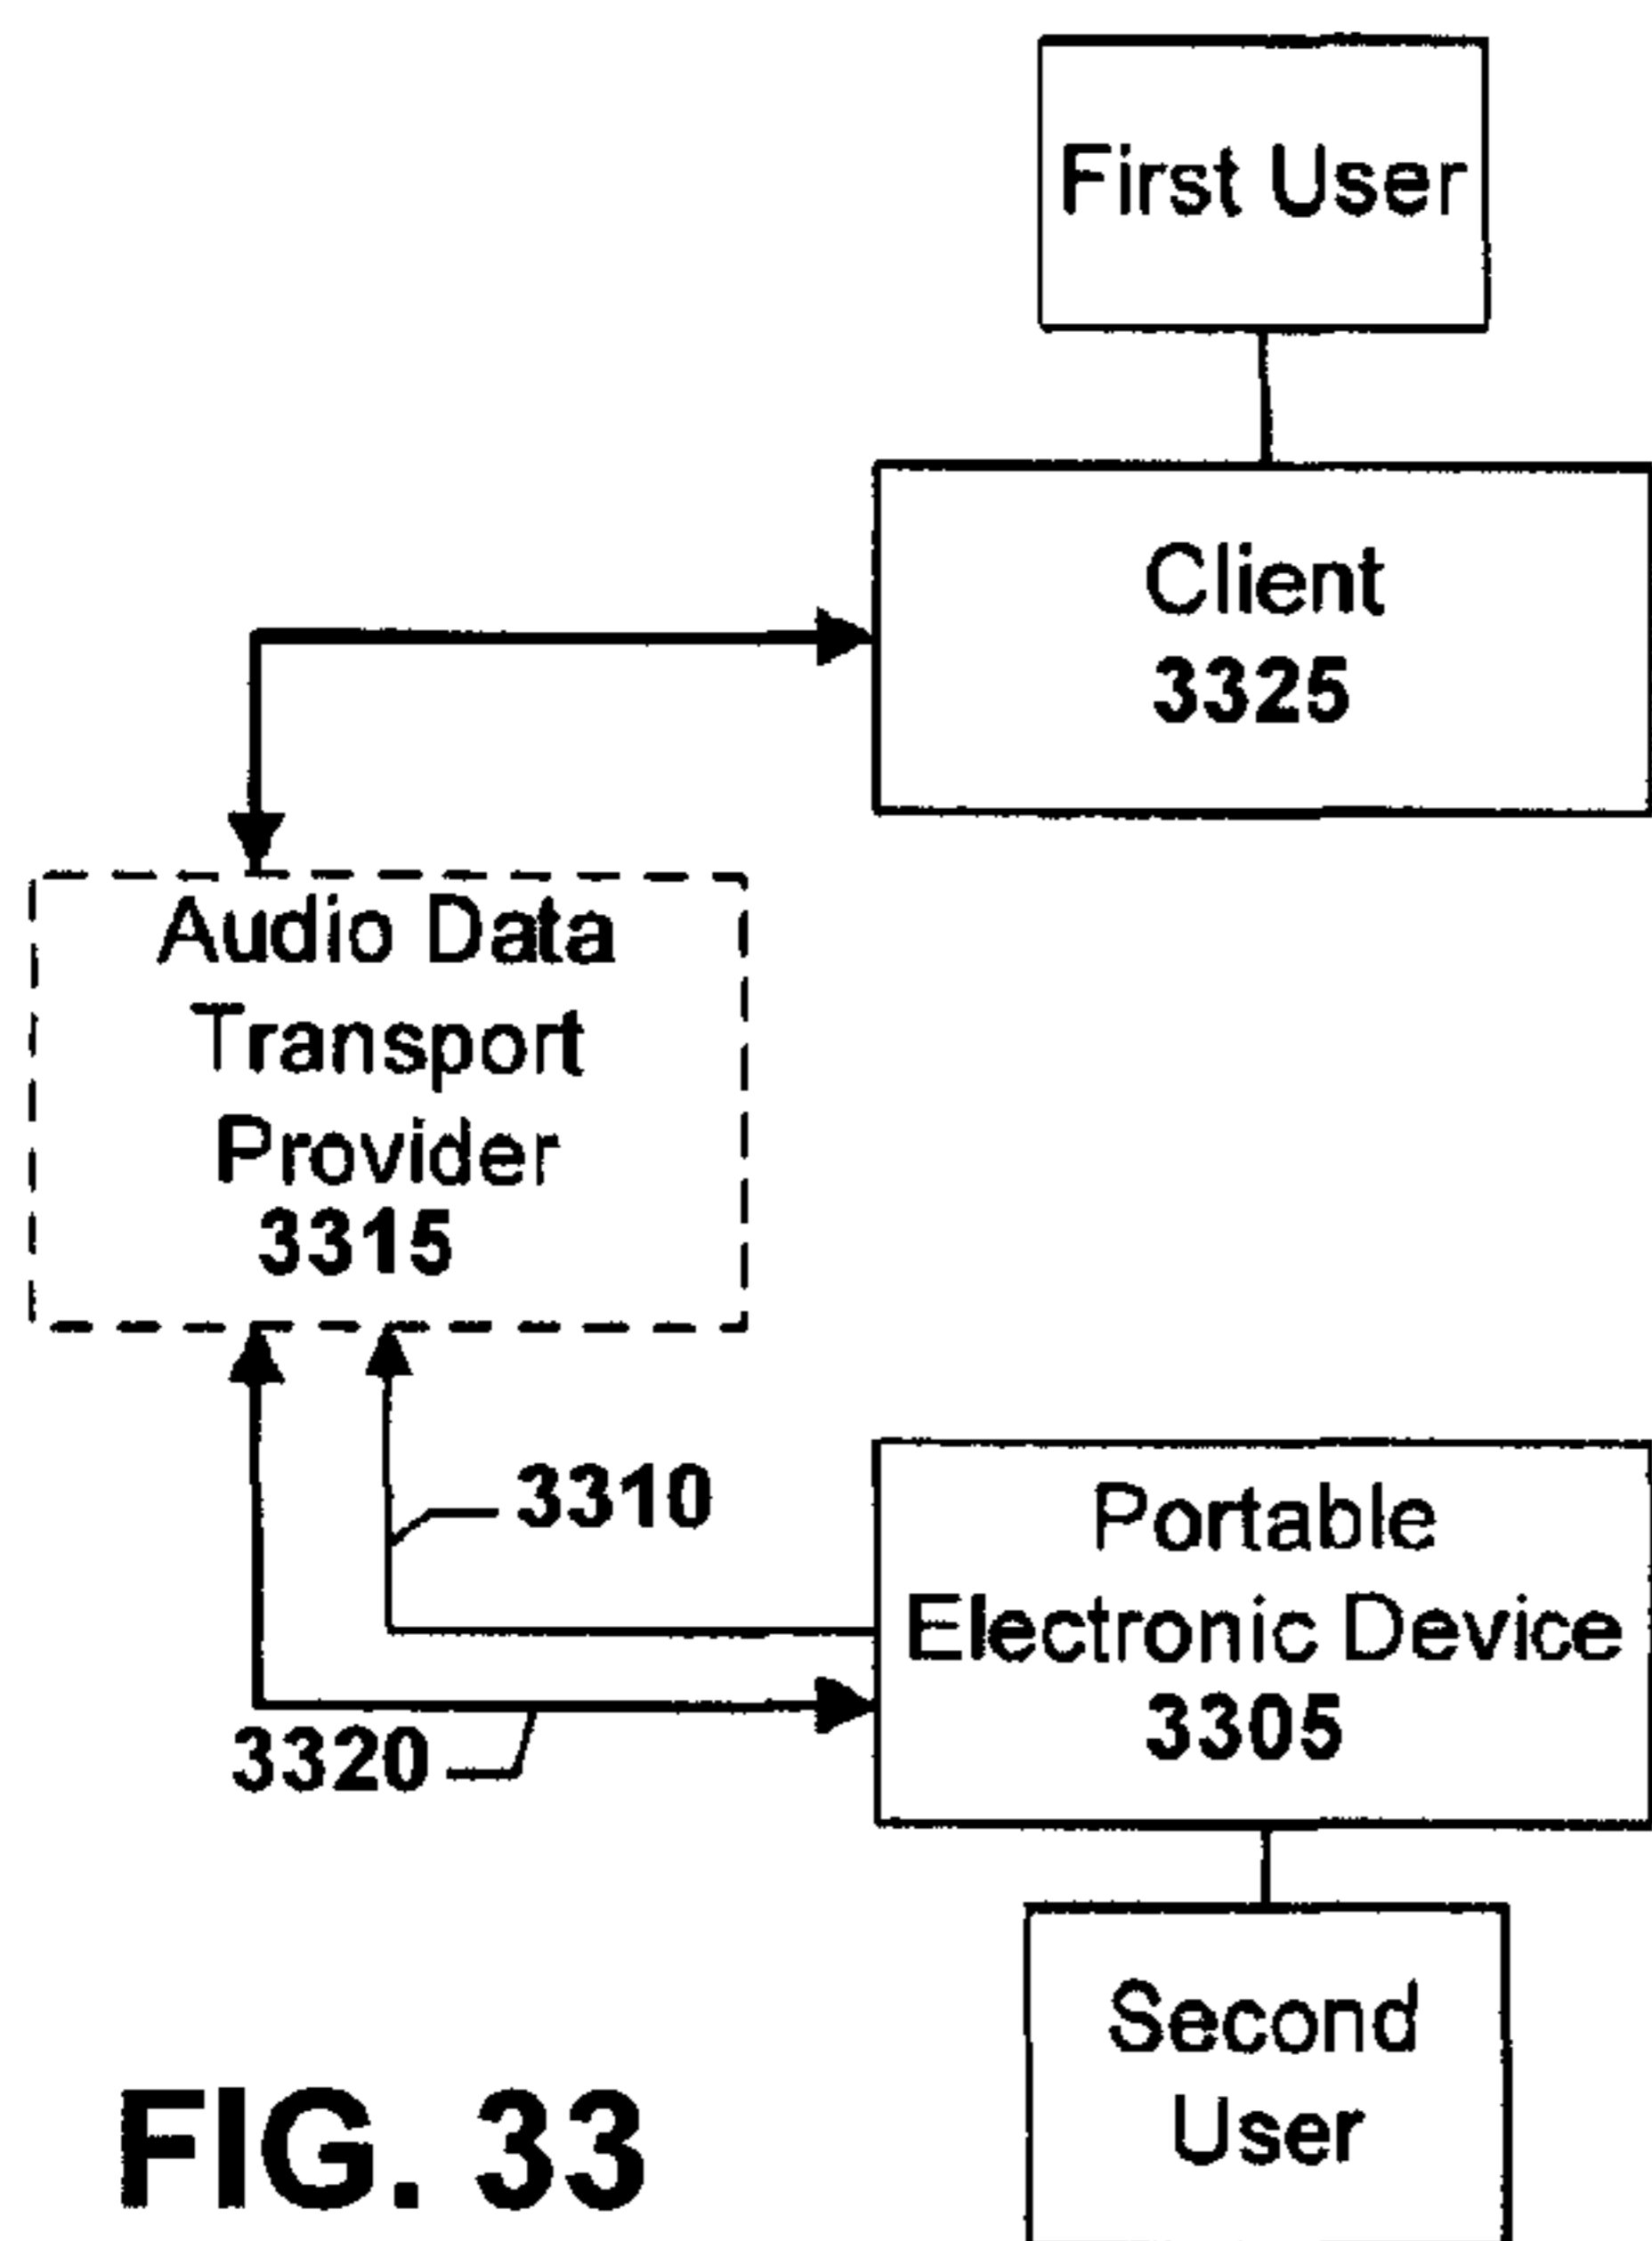 First User
Client
3325
Audio Data
Transport
Provider
3315
3310
Portable
Electronic Device
3305
3320
Second
User
FIG. 33